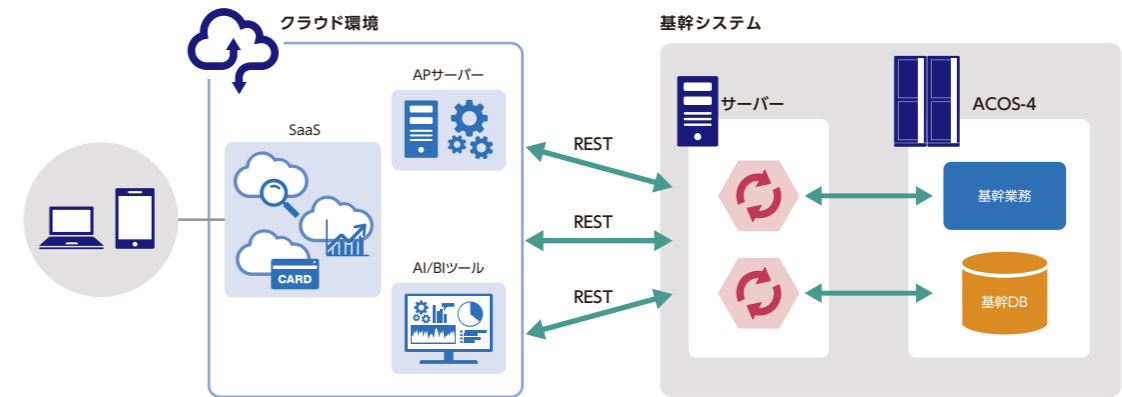 クラウド環境
基幹システム
APサーバー
サーバー
ACOS-4
SaaS
REST
基幹業務
REST
CARD
AI/BIツール
REST
基幹DB